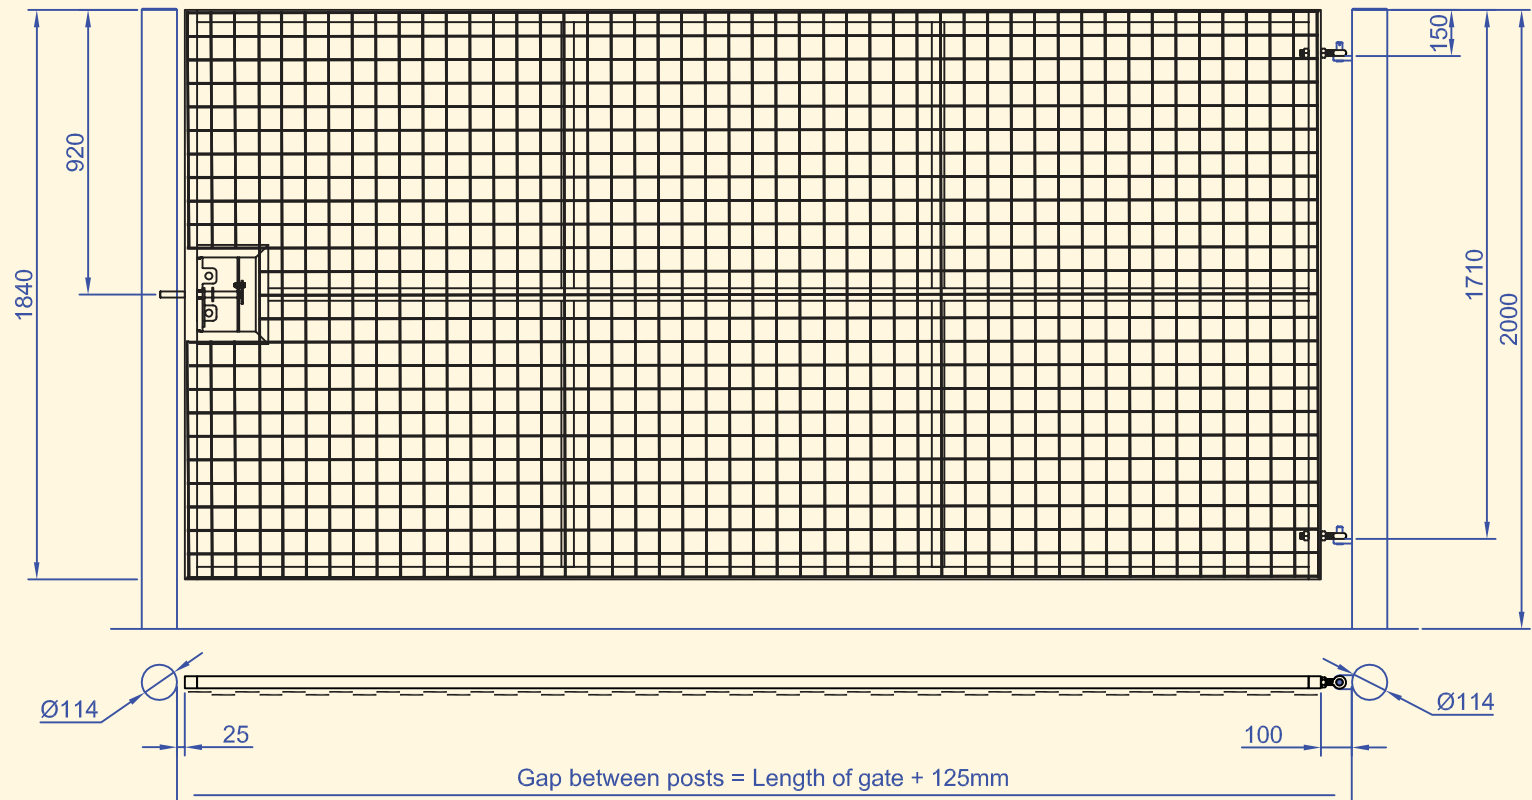 150
920
1840
1710
2000
Ø114
Ø114
25
100
Gap between posts = Length of gate + 125mm